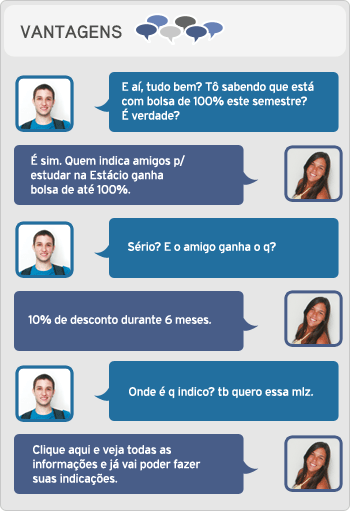 VANTAGENS
E aí, tudo bem? Tô sabendo que está
com bolsa de 100% este semestre?
É verdade?
É sim. Quem indica amigos p/
estudar na Estácio ganha
bolsa de até 100%.
Sério? E o amigo ganha o q?
10% de desconto durante 6 meses.
Onde é q indico? tb quero essa mlz.
Clique aqui e veja todas as
informações e já vai poder fazer
suas indicações.